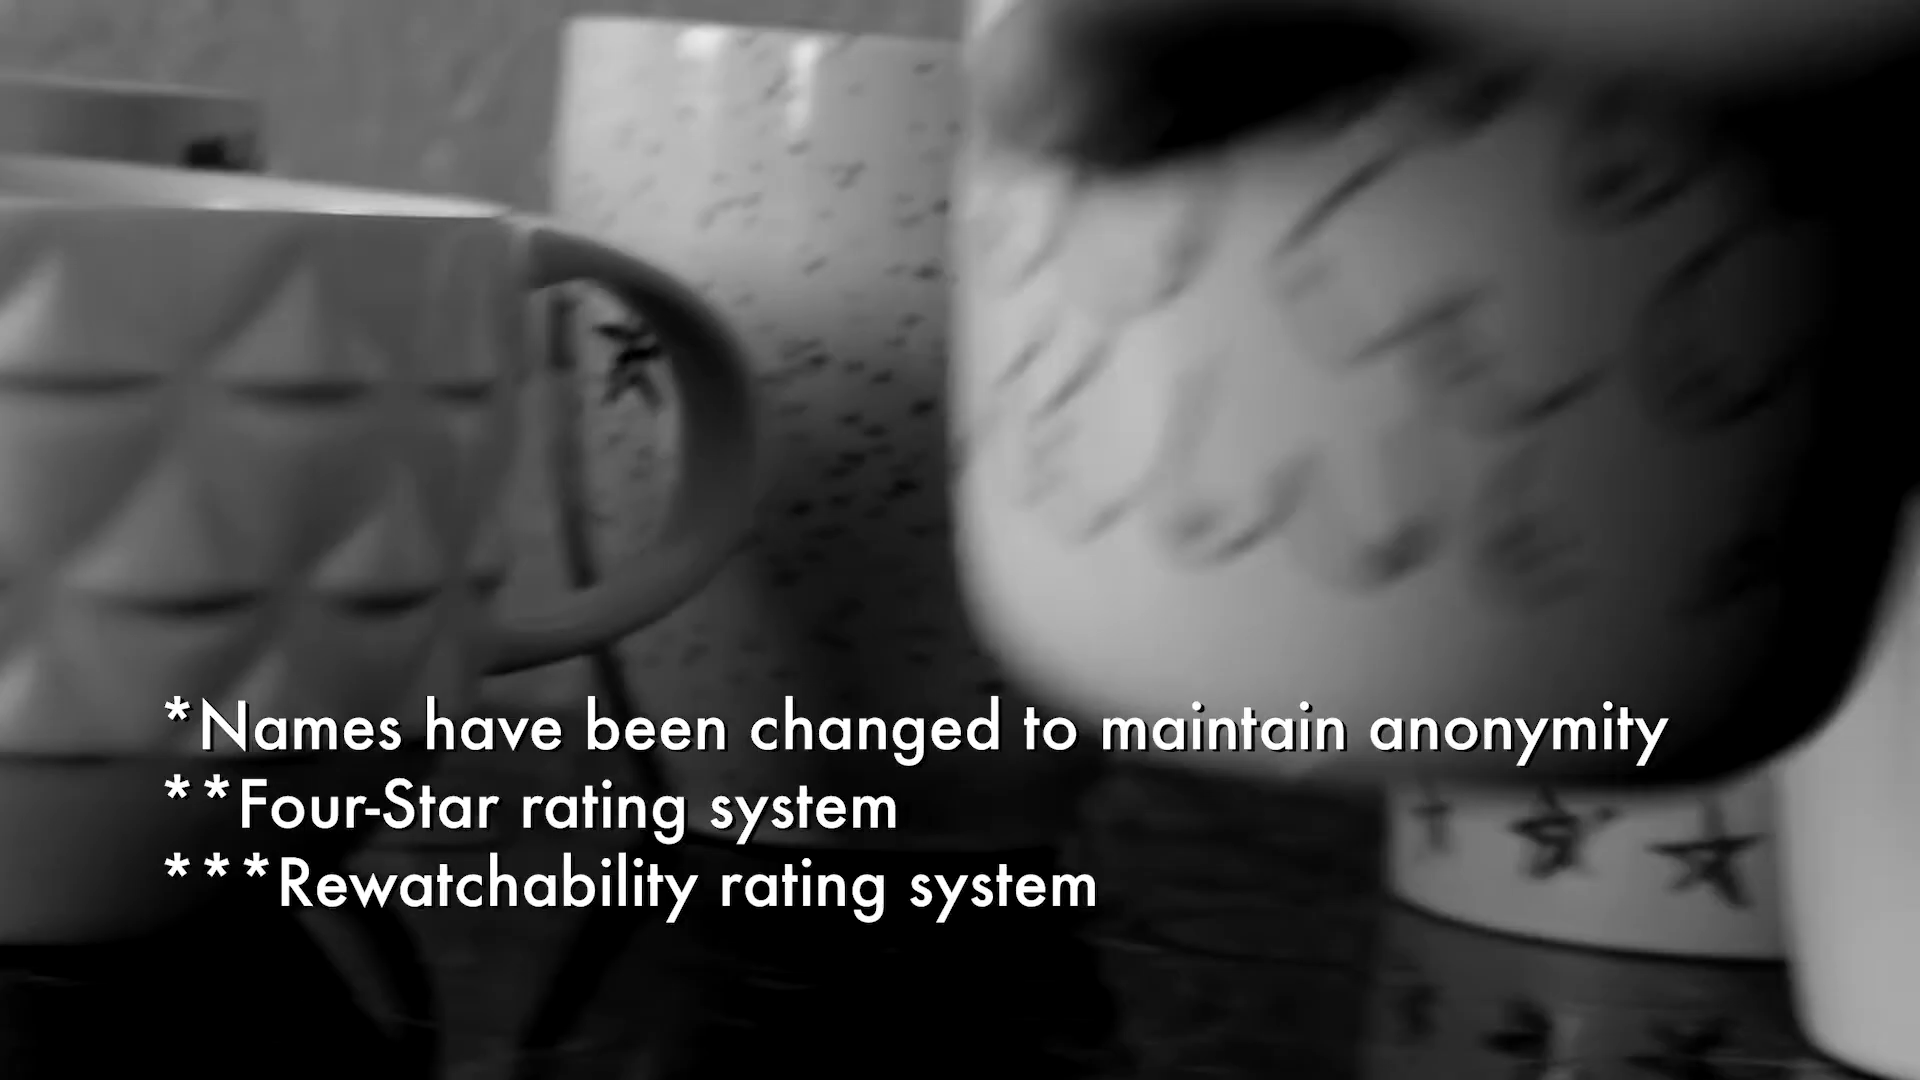 *Names have been changed to maintain anonymity
**Four-Star rating system
***Rewatchability rating system